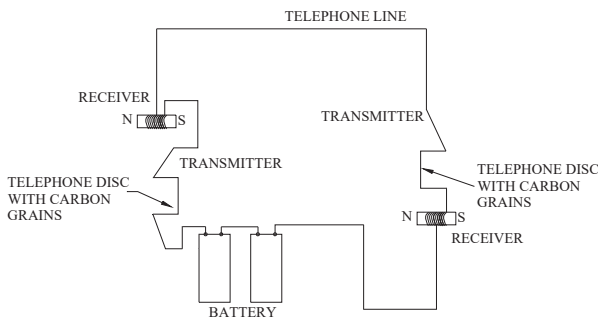 TELEPHONE LINE
RECEIVER
N S
TRANSMITTER
TRANSMITTER
TELEPHONE DISC
WITH CARBON
GRAINS
TELEPHONE DISC
WITH CARBON
GRAINS
N S
RECEIVER
BATTERY